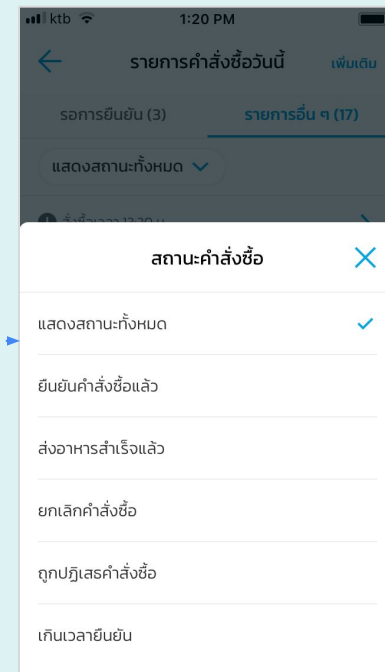 ktb 1:20 PM
รายการคำสั่งซื้อวันนี้ เพิ่มเติม
รอการยืนยัน (3) รายการอื่น ๆ (17)
แสดงสถานะทั้งหมด
สถานะคำสั่งซื้อ
แสดงสถานะทั้งหมด
ยืนยันคำสั่งซื้อแล้ว
ส่งอาหารสำเร็จแล้ว
ยกเลิกคำสั่งซื้อ
ถูกปฏิเสธคำสั่งซื้อ
เกินเวลายืนยัน